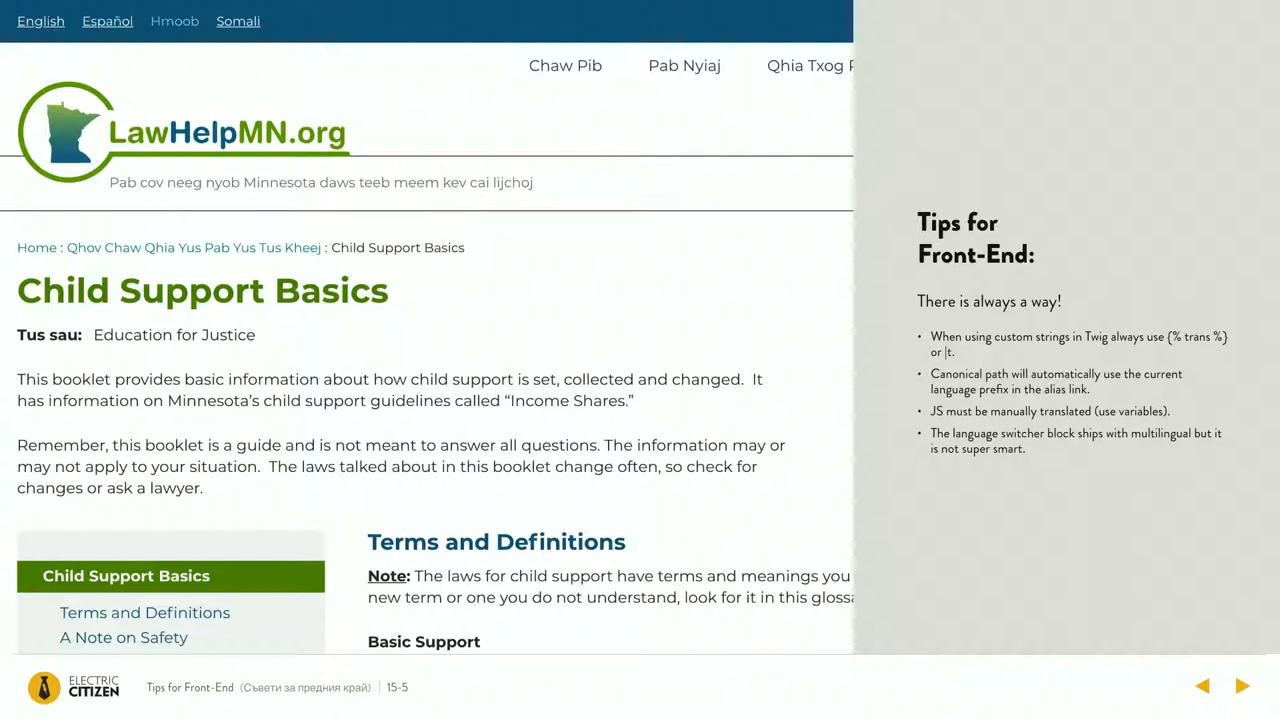 English Español Hmoob Somali
Chaw Pib Pab Nyiaj Qhia Txog
LawHelpMN.org
Pab cov neeg nyob Minnesota daws teeb meem kev cai lijchoj
Home : Qhov Chaw Qhia Yus Pab Yus Tus Kheej : Child Support Basics
Child Support Basics
Tus sau: Education for Justice
This booklet provides basic information about how child support is set, collected and changed. It
has information on Minnesota’s child support guidelines called “Income Shares.”
Remember, this booklet is a guide and is not meant to answer all questions. The information may or
may not apply to your situation. The laws talked about in this booklet change often, so check for
changes or ask a lawyer.
Child Support Basics
Terms and Definitions
A Note on Safety
Terms and Definitions
Note: The laws for child support have terms and meanings you
new term or one you do not understand, look for it in this glossa
Basic Support
Tips for
Front-End:
There is always a way!
• When using custom strings in Twig always use {% trans %}
or |t.
• Canonical path will automatically use the current
language prefix in the alias link.
• JS must be manually translated (use variables).
• The language switcher block ships with multilingual but it
is not super smart.
ELECTRIC
CITIZEN
Tips for Front-End (Съвети за предния край) 15-5